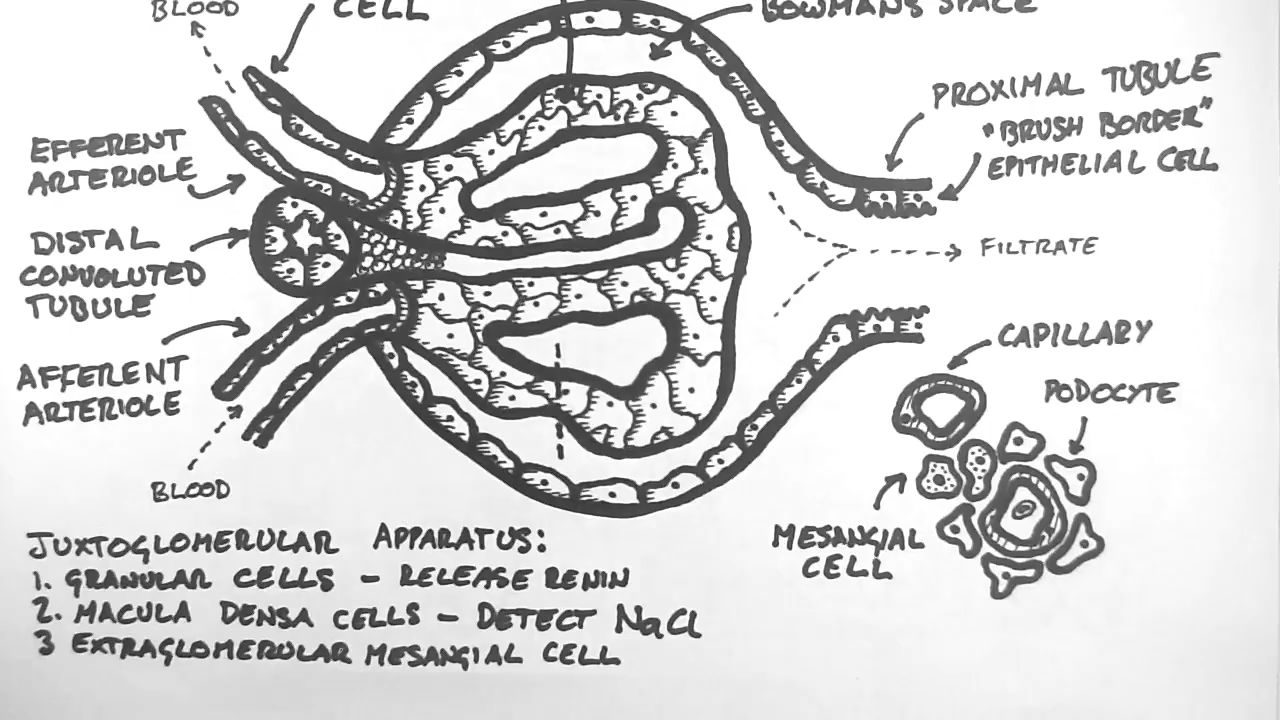 BLOOD
CELL
BOWMANS SPACE
PROXIMAL TUBULE
"BRUSH BORDER"
EPITHELIAL CELL
EFFERENT
ARTERIOLE
DISTAL
CONVOLUTED
TUBULE
FILTRATE
AFFERENT
ARTERIOLE
CAPILLARY
PODOCYTE
BLOOD
MESANGIAL
CELL
JUXTOGLOMERULAR APPARATUS:
1. GRANULAR CELLS - RELEASE RENIN
2. MACULA DENSA CELLS - DETECT NaCl
3 EXTRAGLOMERULAR MESANGIAL CELL